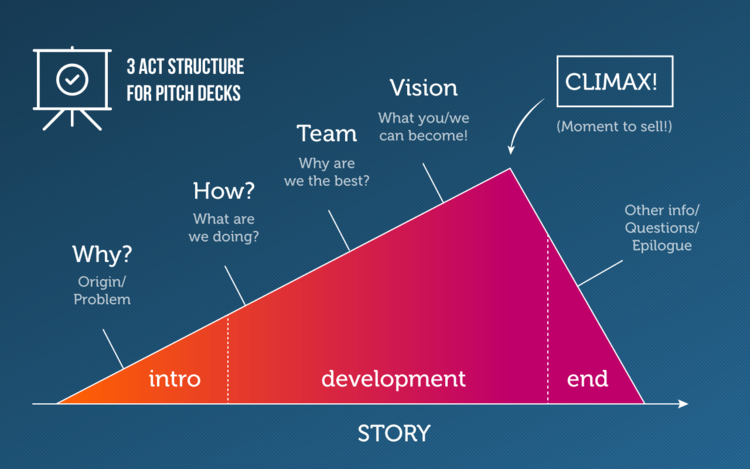 3 ACT STRUCTURE
FOR PITCH DECKS
Why?
Origin/
Problem
How?
What are
we doing?
Team
Why are
we the best?
Vision
What you/we
can become!
CLIMAX!
(Moment to sell!)
Other info/
Questions/
Epilogue
intro
development
end
STORY